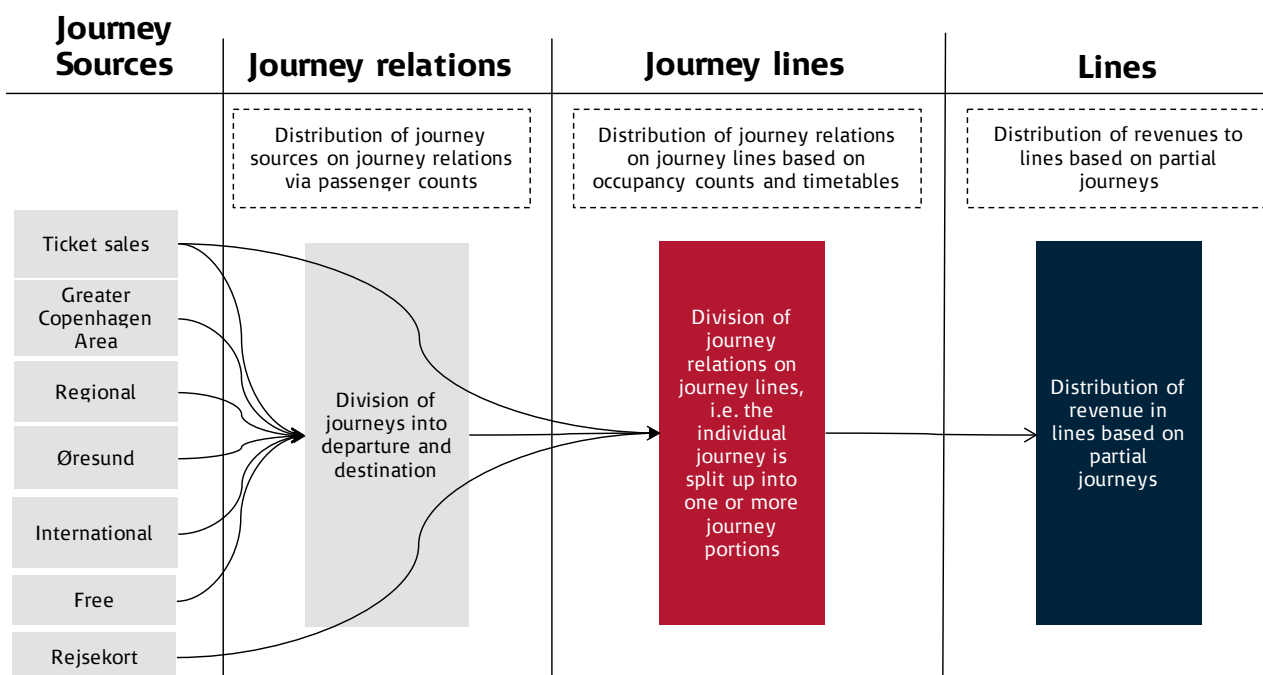 Journey
Sources
Journey relations
Journey lines
Lines
Distribution of journey
sources on journey relations
via passenger counts
Distribution of journey relations
on journey lines based on
occupancy counts and timetables
Distribution of revenues to
lines based on partial
journeys
Ticket sales
Greater
Copenhagen
Area
Regional
Øresund
International
Free
Rejsekort
Division of
journeys into
departure and
destination
Division of
journey
relations on
journey lines,
i.e. the
individual
journey is
split up into
one or more
journey
portions
Distribution of
revenue in
lines based on
partial
journeys